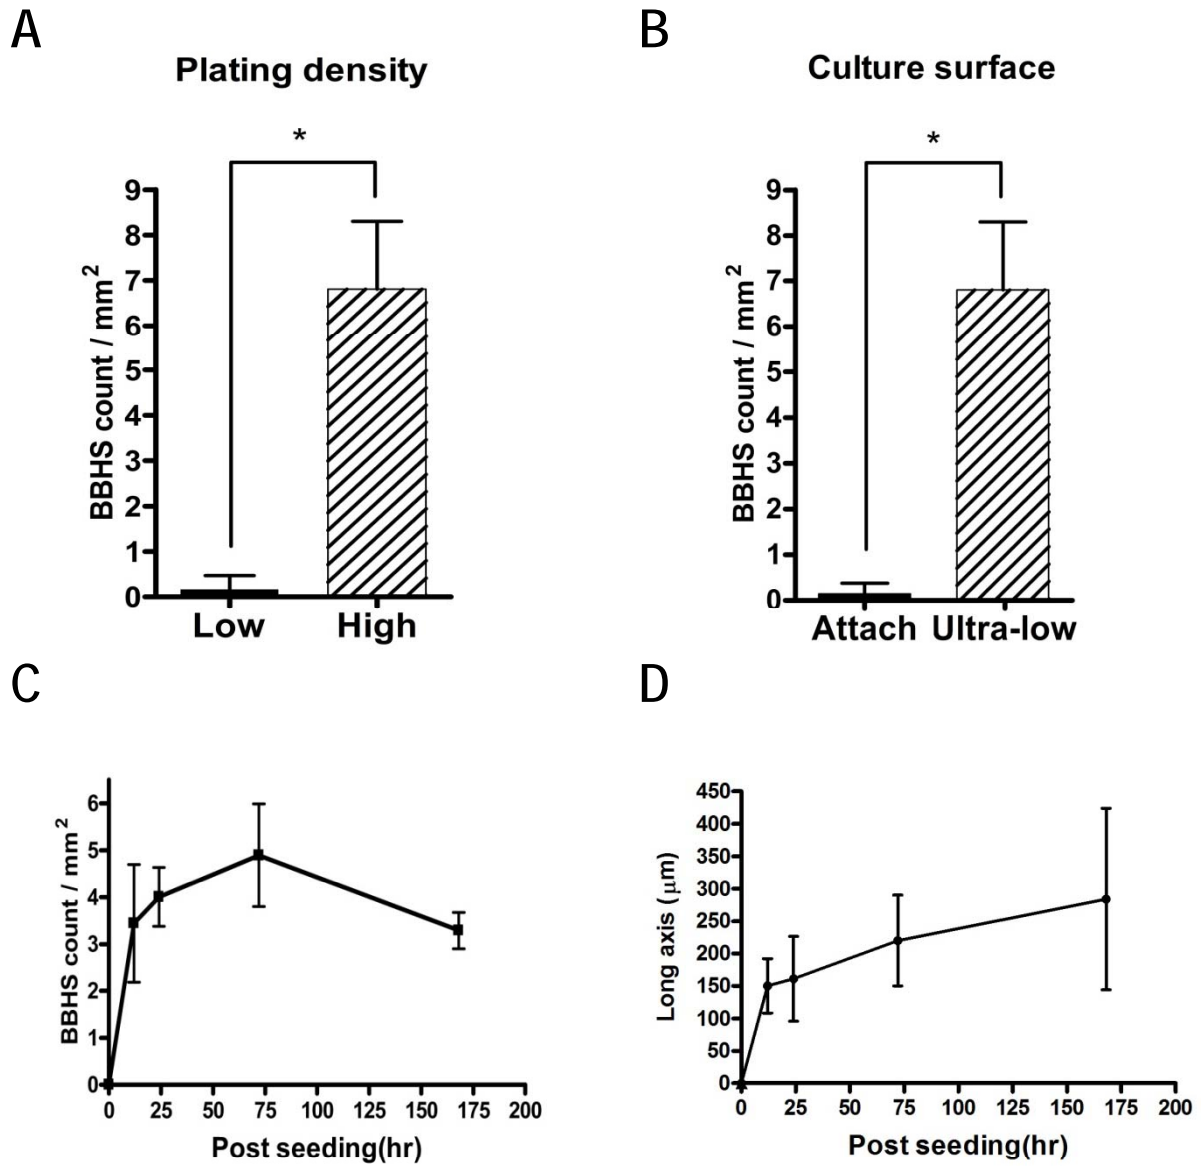 A
Plating density
*
BBHS count / mm²
9
8
7
6
5
4
3
2
1
0
Low High
B
Culture surface
*
BBHS count / mm²
9
8
7
6
5
4
3
2
1
0
Attach Ultra-low
C
BBHS count / mm²
6
5
4
3
2
1
0
0 25 50 75 100 125 150 175 200
Post seeding(hr)
D
Long axis (μm)
450
400
350
300
250
200
150
100
50
0
0 25 50 75 100 125 150 175 200
Post seeding(hr)